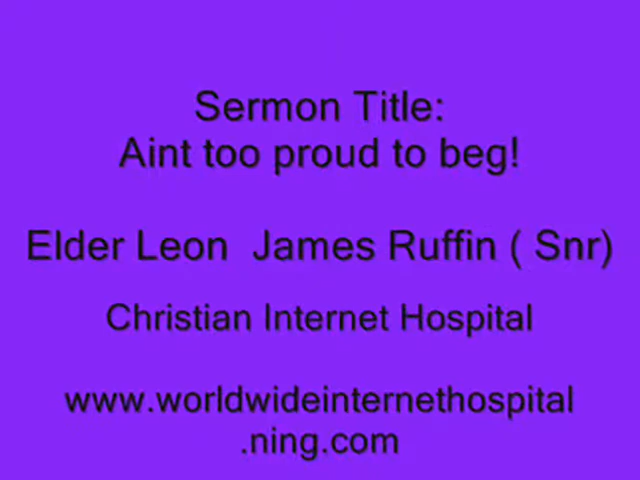 Sermon Title:
Aint too proud to beg!
Elder Leon  James Ruffin ( Snr)
Christian Internet Hospital
www.worldwideinternethospital
.ning.com